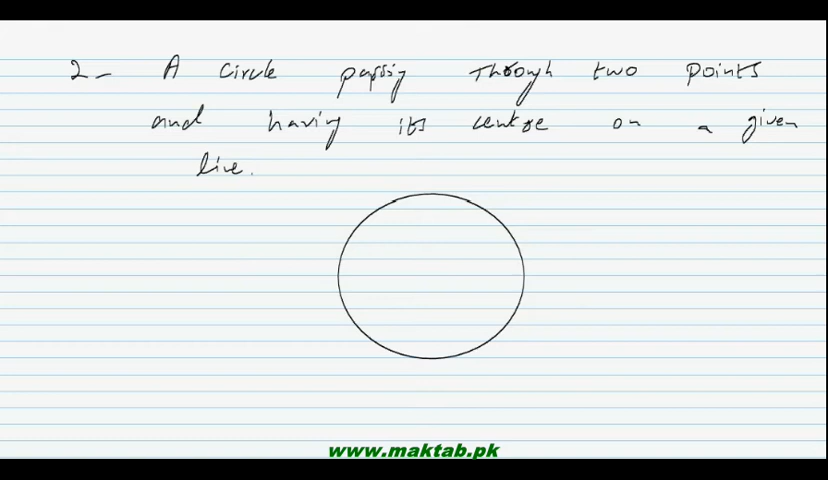 2- A circle passing through two points
and having its centre on a given
line.
www.maktab.pk